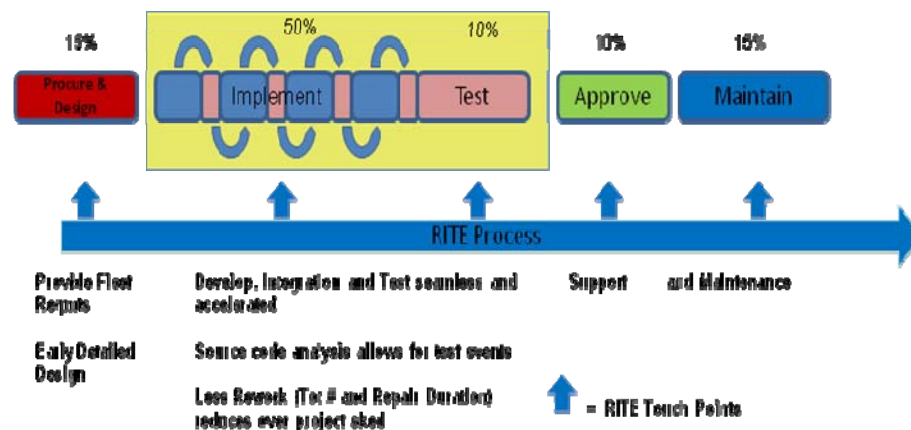 15%
50%
10%
10%
15%
Procure &
Design
Implement
Test
Approve
Maintain
RITE Process
Provide Fleet
Rqmts
Early Detailed
Design
Develop, Integration and Test seamless and
accelerated
Source code analysis allows for test events
Less Rework (Tot # and Repair Duration)
reduces over project sked
Support and Maintenance
= RITE Touch Points